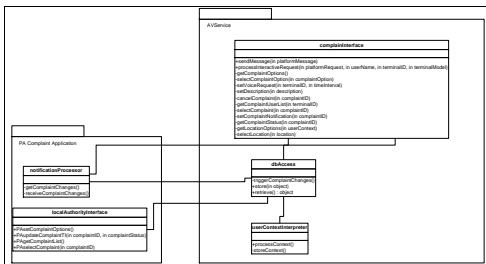 AVService
complainInterface
+sendMessage(in platformMessage)
+processInteractiveRequest(in platformRequest, in userName, in terminalID, in terminalModel)
-getComplaintOptions()
-selectComplaintOption(in complaintOption)
-setVoiceRequest(in terminalID, in timeInterval)
-setDescription(in description)
-cancelComplaint(in complaintID)
-getComplaintUserList(in terminalID)
-selectComplaint(in complaintID)
-setComplaintNotification(in complaintID)
-getComplaintStatus(in complaintID)
-getLocationOptions(in userContext)
-selectLocation(in location)
PA Complaint Application
notificationProcessor
-getComplaintChanges()
-receiveComplaintChanges()
dbAccess
-triggerComplaintChanges()
+store(in object)
+retrieve() : object
localAuthorityInterface
+PAsetComplaintOptions()
+PAupdateComplaintTI(in complaintID, in complaintStatus)
+PAgetComplaintList()
+PAselectComplaint(in complaintID)
userContextInterpreter
+processContext()
-storeContext()